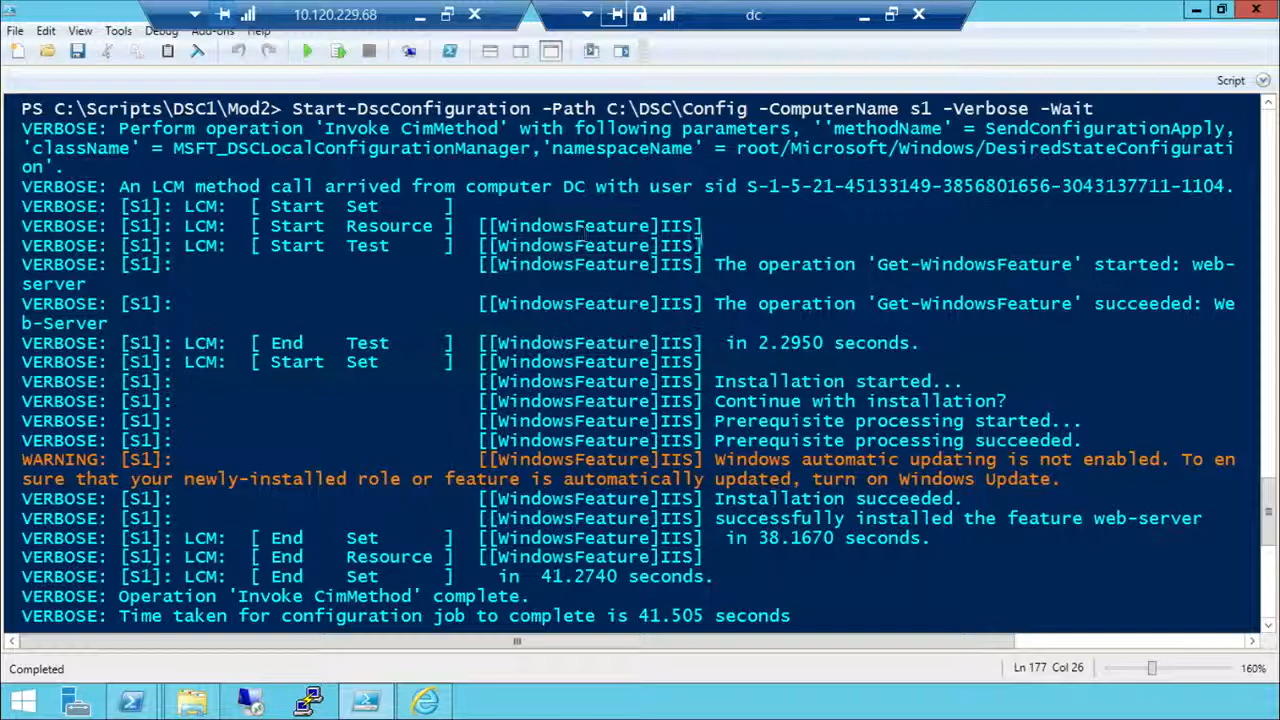 10.120.229.68
dc
File Edit View Tools Debug Add-ons Help
Script
PS C:\Scripts\DSC1\Mod2> Start-DscConfiguration -Path C:\DSC\Config -ComputerName s1 -Verbose -Wait
VERBOSE: Perform operation 'Invoke CimMethod' with following parameters, ''methodName' = SendConfigurationApply,
'className' = MSFT_DSCLocalConfigurationManager,'namespaceName' = root/Microsoft/Windows/DesiredStateConfigurati
on'.
VERBOSE: An LCM method call arrived from computer DC with user sid S-1-5-21-45133149-3856801656-3043137711-1104.
VERBOSE: [S1]: LCM:  [ Start  Set      ]
VERBOSE: [S1]: LCM:  [ Start  Resource ]  [[WindowsFeature]IIS]
VERBOSE: [S1]: LCM:  [ Start  Test     ]  [[WindowsFeature]IIS]
VERBOSE: [S1]:                            [[WindowsFeature]IIS] The operation 'Get-WindowsFeature' started: web-
server
VERBOSE: [S1]:                            [[WindowsFeature]IIS] The operation 'Get-WindowsFeature' succeeded: We
b-Server
VERBOSE: [S1]: LCM:  [ End    Test     ]  [[WindowsFeature]IIS]  in 2.2950 seconds.
VERBOSE: [S1]: LCM:  [ Start  Set      ]  [[WindowsFeature]IIS]
VERBOSE: [S1]:                            [[WindowsFeature]IIS] Installation started...
VERBOSE: [S1]:                            [[WindowsFeature]IIS] Continue with installation?
VERBOSE: [S1]:                            [[WindowsFeature]IIS] Prerequisite processing started...
VERBOSE: [S1]:                            [[WindowsFeature]IIS] Prerequisite processing succeeded.
WARNING: [S1]:                            [[WindowsFeature]IIS] Windows automatic updating is not enabled. To en
sure that your newly-installed role or feature is automatically updated, turn on Windows Update.
VERBOSE: [S1]:                            [[WindowsFeature]IIS] Installation succeeded.
VERBOSE: [S1]:                            [[WindowsFeature]IIS] successfully installed the feature web-server
VERBOSE: [S1]: LCM:  [ End    Set      ]  [[WindowsFeature]IIS]  in 38.1670 seconds.
VERBOSE: [S1]: LCM:  [ End    Resource ]  [[WindowsFeature]IIS]
VERBOSE: [S1]: LCM:  [ End    Set      ]    in  41.2740 seconds.
VERBOSE: Operation 'Invoke CimMethod' complete.
VERBOSE: Time taken for configuration job to complete is 41.505 seconds
Completed
Ln 177 Col 26
160%